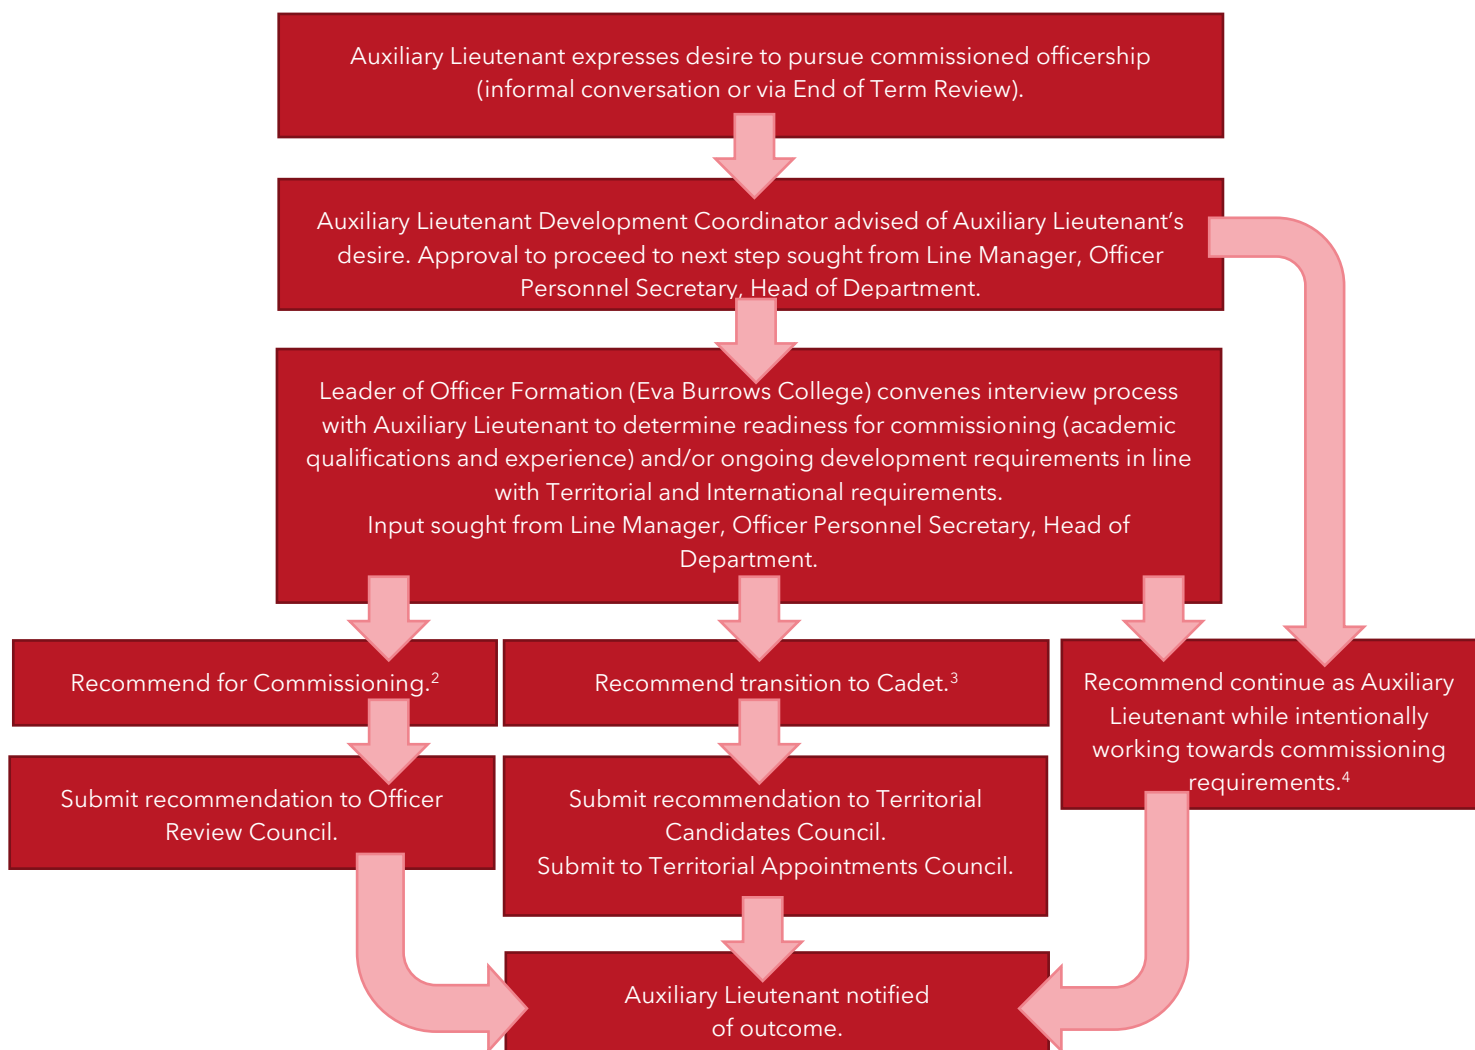 Auxiliary Lieutenant expresses desire to pursue commissioned officership
(informal conversation or via End of Term Review).
Auxiliary Lieutenant Development Coordinator advised of Auxiliary Lieutenant’s
desire. Approval to proceed to next step sought from Line Manager, Officer
Personnel Secretary, Head of Department.
Leader of Officer Formation (Eva Burrows College) convenes interview process
with Auxiliary Lieutenant to determine readiness for commissioning (academic
qualifications and experience) and/or ongoing development requirements in line
with Territorial and International requirements.
Input sought from Line Manager, Officer Personnel Secretary, Head of
Department.
Recommend for Commissioning.²
Recommend transition to Cadet.³
Recommend continue as Auxiliary
Lieutenant while intentionally
working towards commissioning
requirements.⁴
Submit recommendation to Officer
Review Council.
Submit recommendation to Territorial
Candidates Council.
Submit to Territorial Appointments Council.
Auxiliary Lieutenant notified
of outcome.